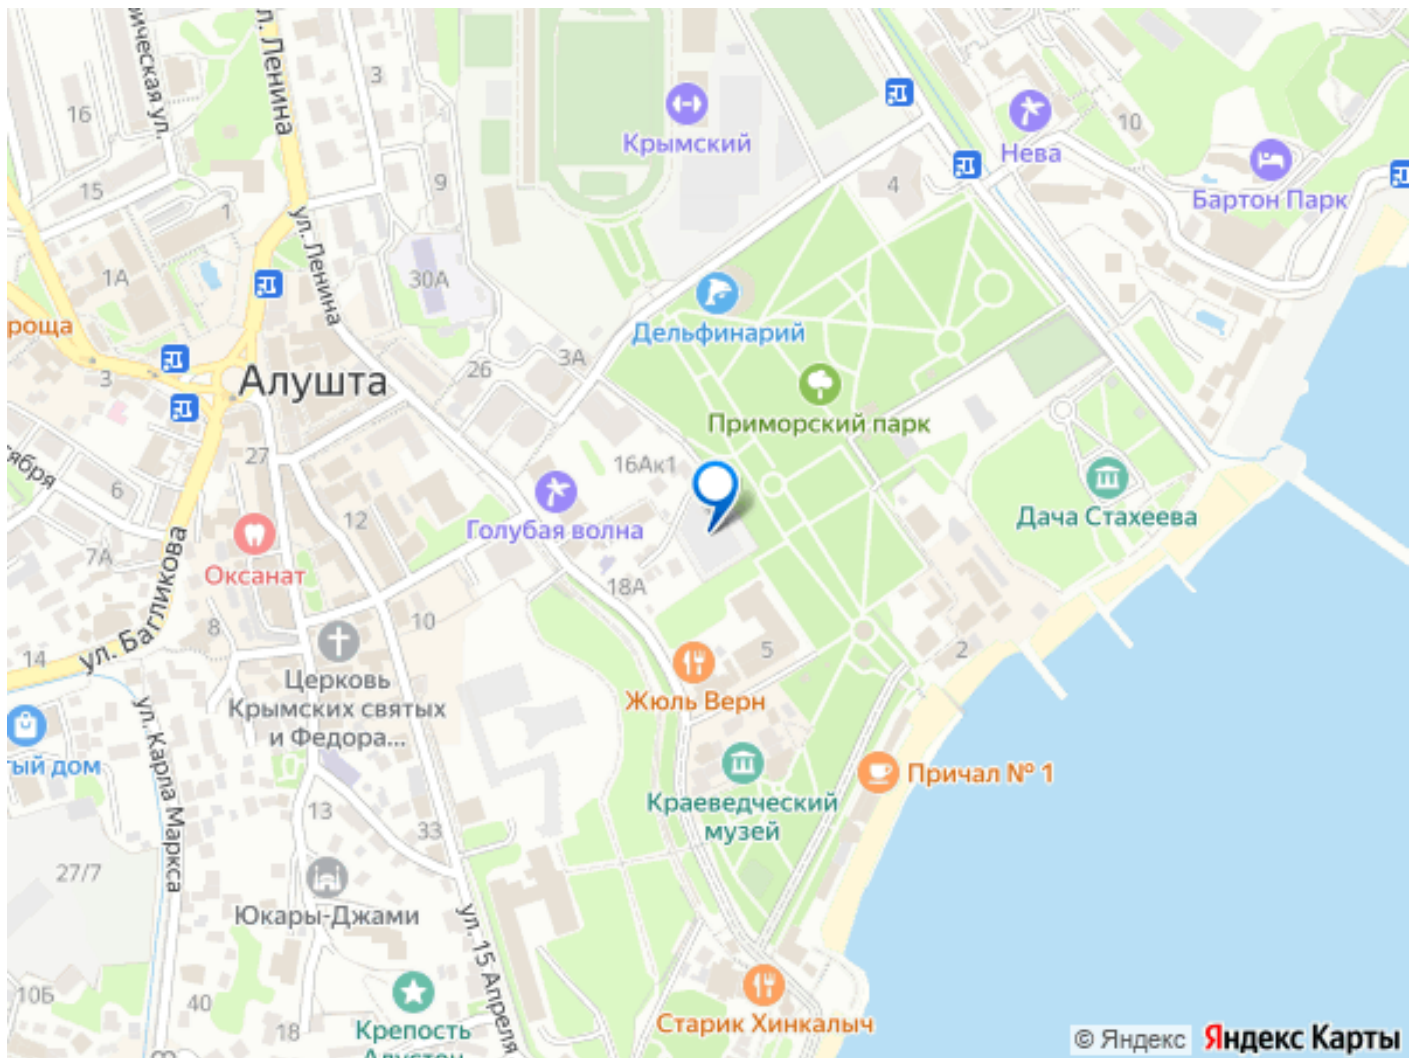 ул. Ленина
3
16
Крымский
10
Нева
Бартон Парк
15
9
4
1
ул. Ленина
1А
30А
Дельфинарий
роща
3
Алушта
26
3А
Приморский парк
27
16Ак1
6
12
Голубая волна
Дача Стахеева
7А
Оксанат
18А
ул. Багликова
8
10
14
5
2
Церковь
Крымских святых
и Федора...
Жюль Верн
ул. Карла Маркса
тый дом
Причал № 1
Краеведческий
музей
13
33
27/7
Юкары-Джами
ул. 15 Апреля
10Б
40
18
Крепость
Алустон
Старик Хинкалыч
© Яндекс Яндекс Карты